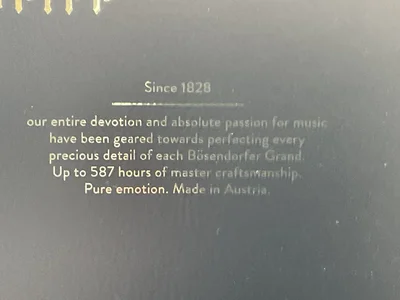 Since 1828
our entire devotion and absolute passion for music
have been geared towards perfecting every
precious detail of each Bösendorfer Grand.
Up to 587 hours of master craftsmanship.
Pure emotion. Made in Austria.